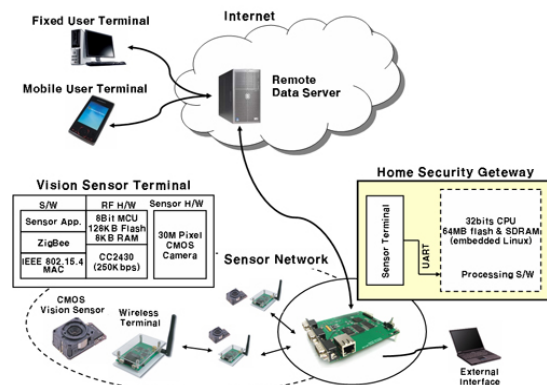 Internet
Fixed User Terminal
Mobile User Terminal
Remote
Data Server
Vision Sensor Terminal
S/W
RF H/W
Sensor H/W
Sensor App.
ZigBee
IEEE 802.15.4
MAC
8Bit MCU
128KB Flash
8KB RAM
CC2430
(250Kbps)
30M Pixel
CMOS
Camera
Home Security Geteway
Sensor Terminal
UART
32bits CPU
64MB flash & SDRAM
(embedded Linux)
Processing S/W
Sensor Network
CMOS
Vision Sensor
Wireless
Terminal
External
Interface